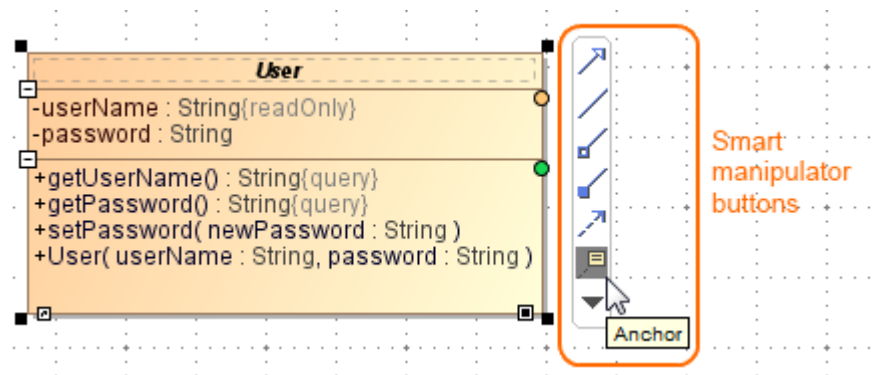 User
-userName : String{readOnly}
-password : String
+getUserName() : String{query}
+getPassword() : String{query}
+setPassword( newPassword : String )
+User( userName : String, password : String )
Smart
manipulator
buttons
Anchor